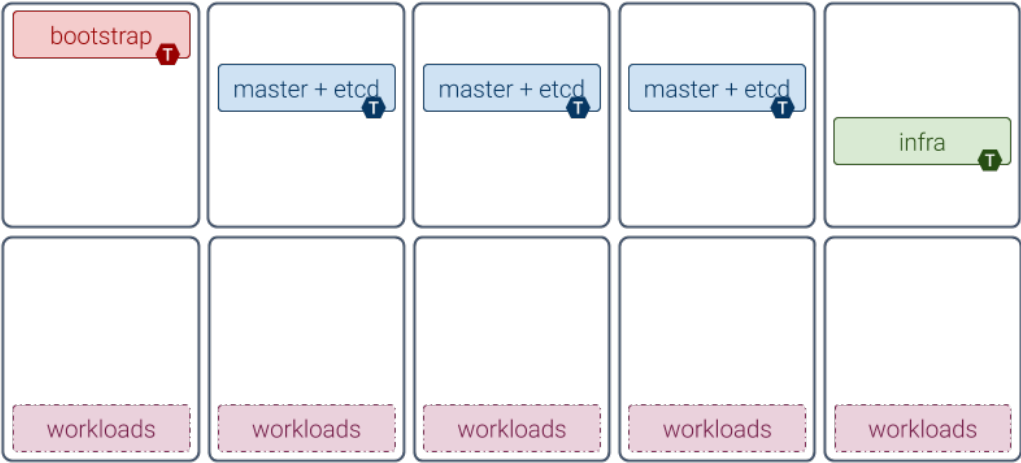 bootstrap
T
master + etcd
T
master + etcd
T
master + etcd
T
infra
T
workloads
workloads
workloads
workloads
workloads